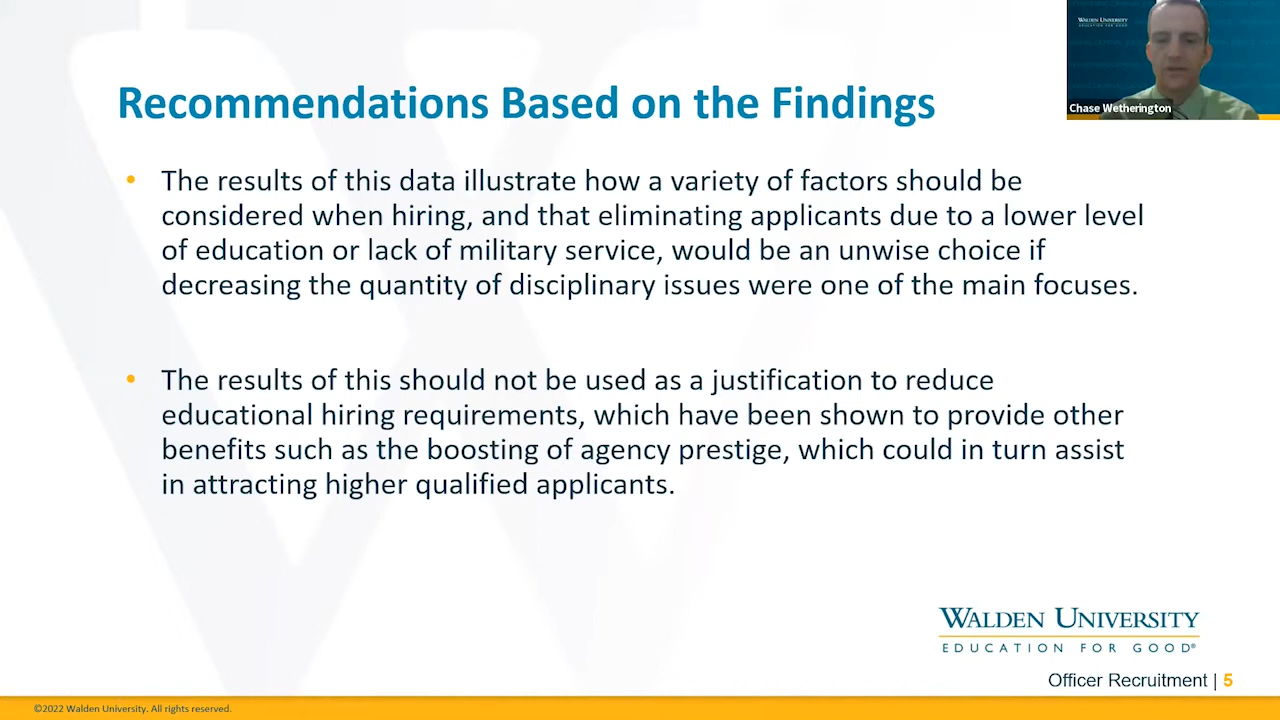 WALDEN UNIVERSITY
EDUCATION FOR GOOD
Chase Wetherington
Recommendations Based on the Findings
• The results of this data illustrate how a variety of factors should be
considered when hiring, and that eliminating applicants due to a lower level
of education or lack of military service, would be an unwise choice if
decreasing the quantity of disciplinary issues were one of the main focuses.
• The results of this should not be used as a justification to reduce
educational hiring requirements, which have been shown to provide other
benefits such as the boosting of agency prestige, which could in turn assist
in attracting higher qualified applicants.
WALDEN UNIVERSITY
EDUCATION FOR GOOD®
Officer Recruitment | 5
©2022 Walden University. All rights reserved.